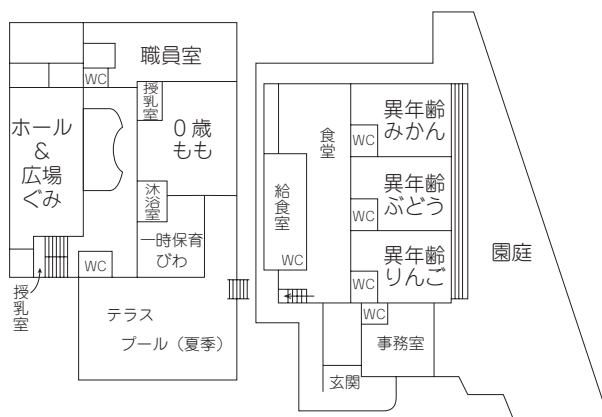 職員室
WC
授乳室
0歳
もも
ホール
&
広場
ぐみ
沐浴室
一時保育
びわ
WC
授乳室
テラス
プール（夏季）
食堂
給食室
WC
異年齢
みかん
WC
異年齢
ぶどう
WC
異年齢
りんご
WC
園庭
WC
事務室
玄関